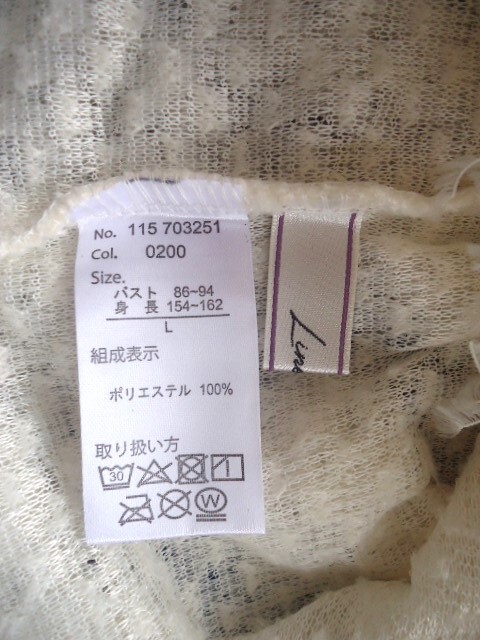 No. 115 703251
Col. 0200
Size.
バスト 86~94
身 長 154~162
L
組成表示
ポリエステル 100%
取り扱い方
30
W